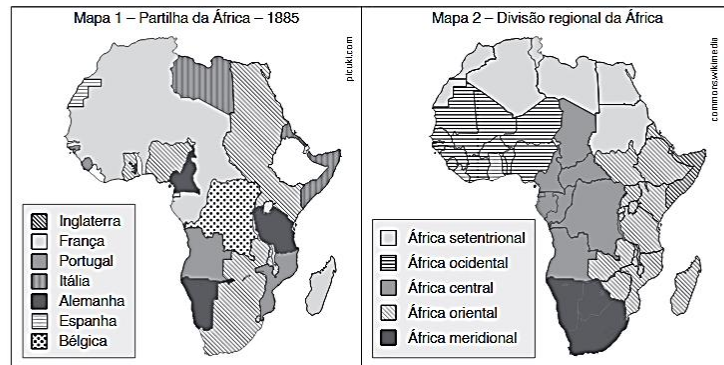 Mapa 1 – Partilha da África – 1885
picuki.com
Inglaterra
França
Portugal
Itália
Alemanha
Espanha
Bélgica
Mapa 2 – Divisão regional da África
commons.wikimedia
África setentrional
África ocidental
África central
África oriental
África meridional